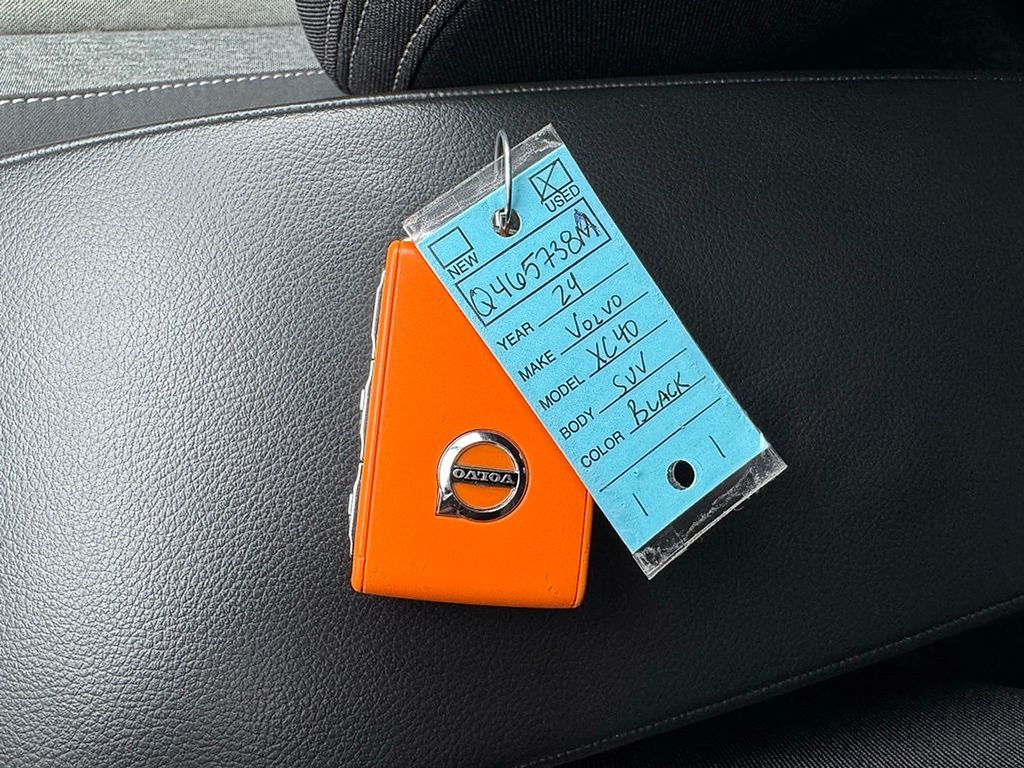 NEW USED
Q465738M
YEAR 24
MAKE VOLVO
MODEL XC40
BODY SUV
COLOR BLACK
VOLVO